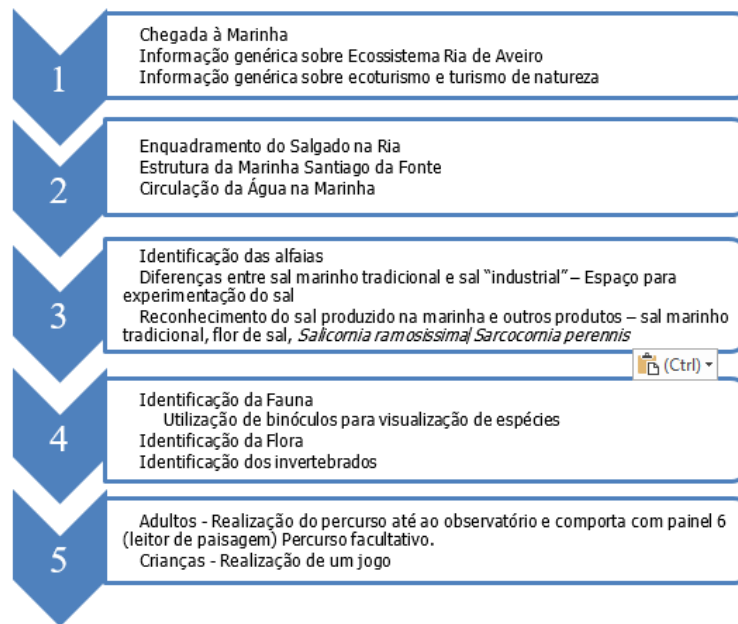 1
Chegada à Marinha
Informação genérica sobre Ecossistema Ria de Aveiro
Informação genérica sobre ecoturismo e turismo de natureza
2
Enquadramento do Salgado na Ria
Estrutura da Marinha Santiago da Fonte
Circulação da Água na Marinha
3
Identificação das alfaias
Diferenças entre sal marinho tradicional e sal “industrial” – Espaço para
experimentação do sal
Reconhecimento do sal produzido na marinha e outros produtos – sal marinho
tradicional, flor de sal, Salicornia ramosissima/Sarcocornia perennis
(Ctrl)
4
Identificação da Fauna
Utilização de binóculos para visualização de espécies
Identificação da Flora
Identificação dos invertebrados
5
Adultos - Realização do percurso até ao observatório e comporta com painel 6
(leitor de paisagem) Percurso facultativo.
Crianças - Realização de um jogo